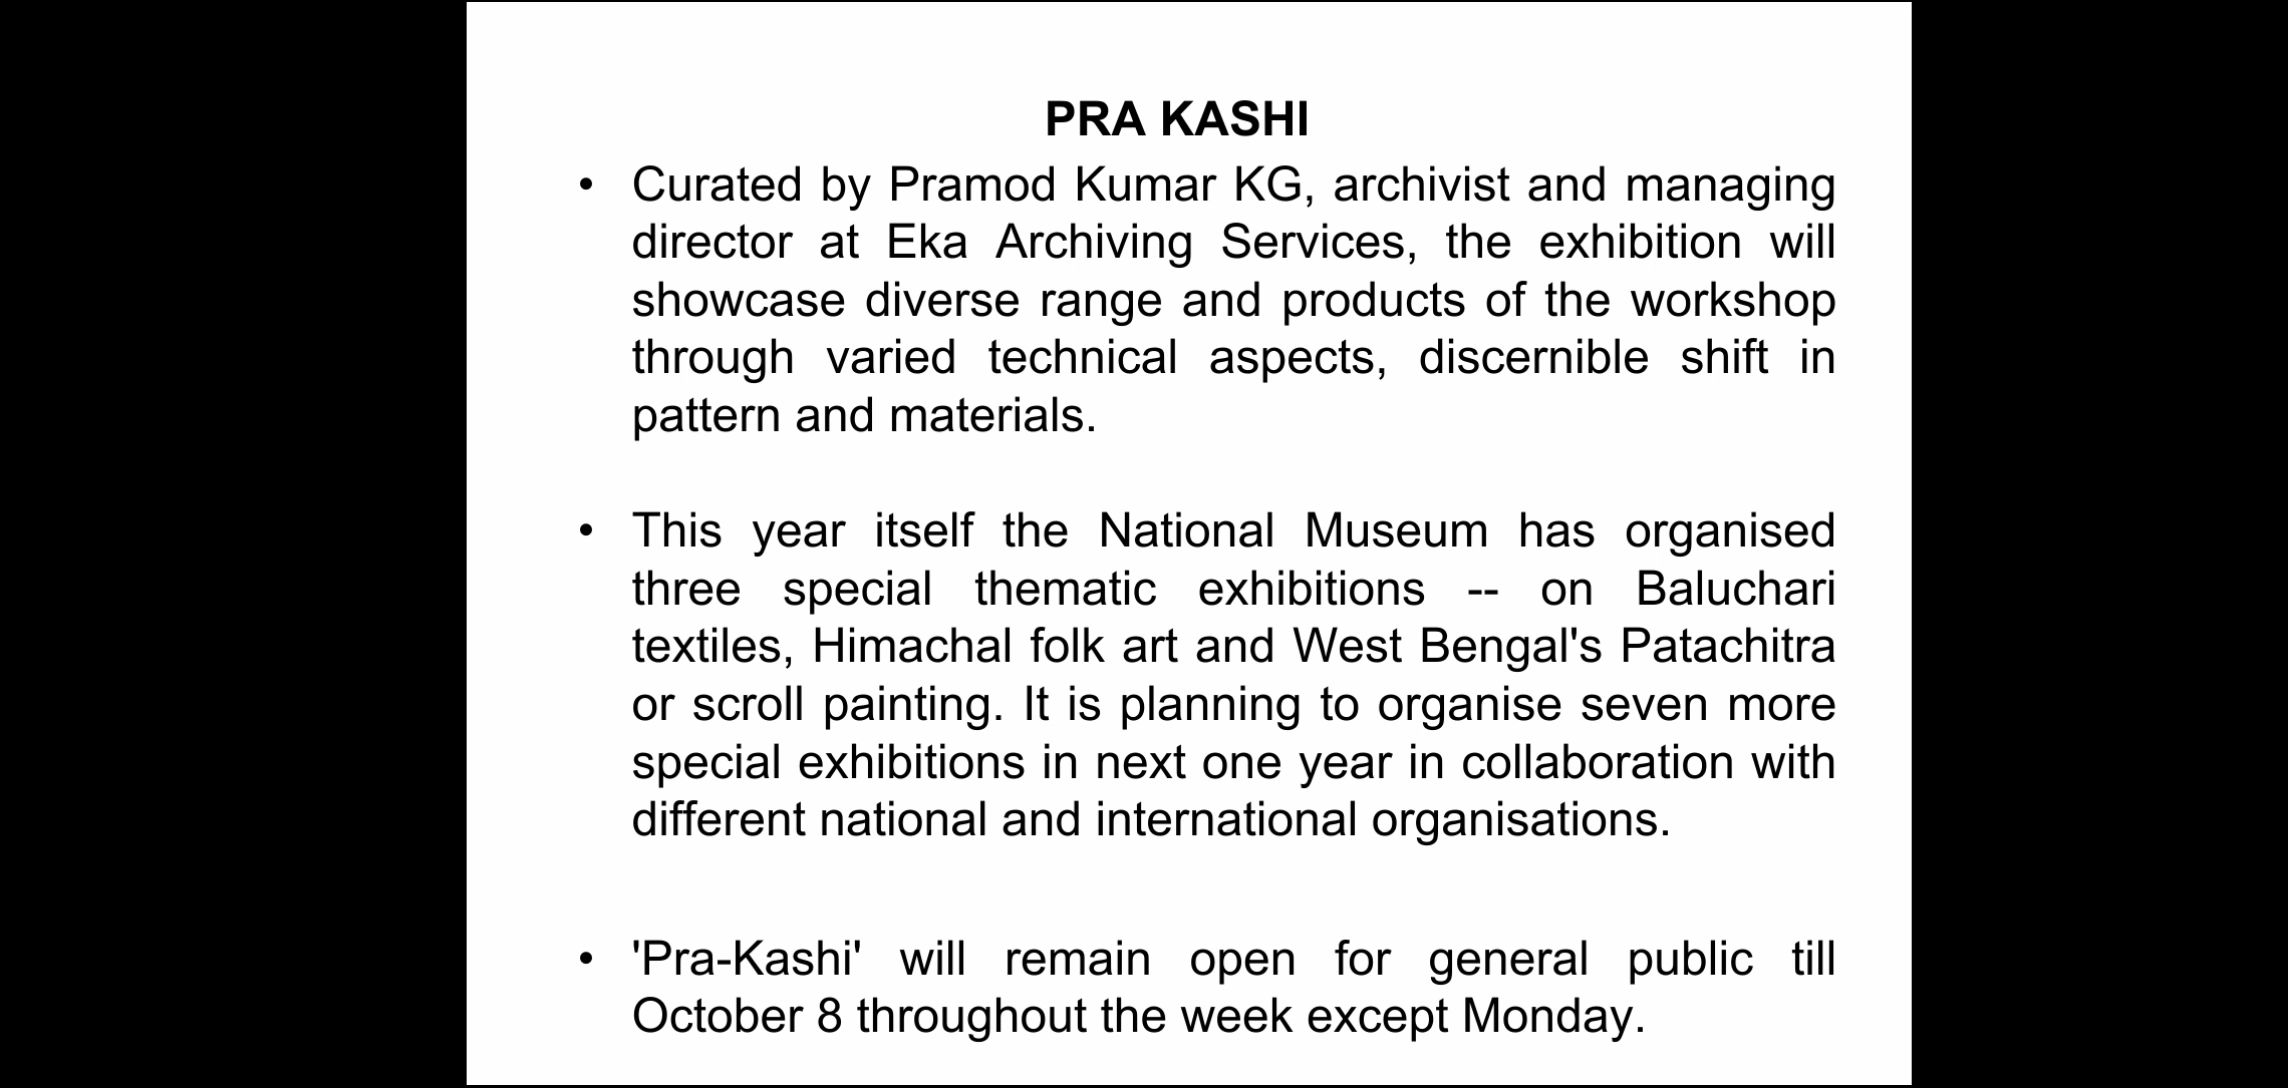 PRA KASHI
• Curated by Pramod Kumar KG, archivist and managing
director at Eka Archiving Services, the exhibition will
showcase diverse range and products of the workshop
through varied technical aspects, discernible shift in
pattern and materials.
• This year itself the National Museum has organised
three special thematic exhibitions -- on Baluchari
textiles, Himachal folk art and West Bengal's Patachitra
or scroll painting. It is planning to organise seven more
special exhibitions in next one year in collaboration with
different national and international organisations.
• 'Pra-Kashi' will remain open for general public till
October 8 throughout the week except Monday.